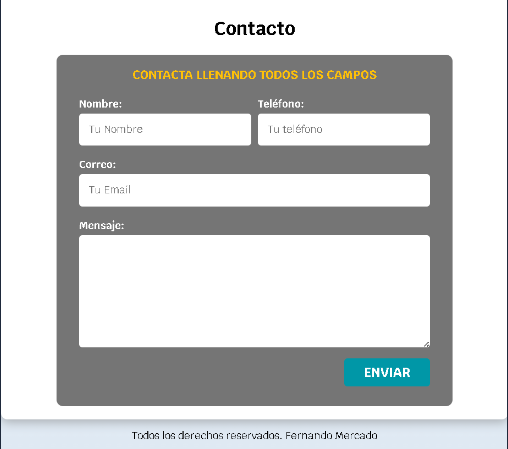 Contacto
CONTACTA LLENANDO TODOS LOS CAMPOS
Nombre: Teléfono:
Tu Nombre Tu teléfono
Correo:
Tu Email
Mensaje:
ENVIAR
Todos los derechos reservados. Fernando Mercado